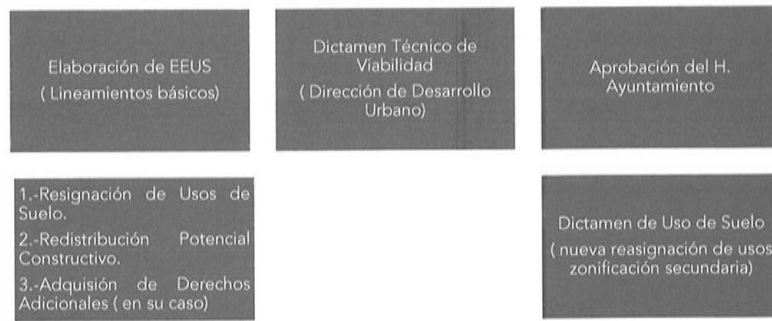 Elaboración de EEUS
( Lineamientos básicos)
Dictamen Técnico de
Viabilidad
( Dirección de Desarrollo
Urbano)
Aprobación del H.
Ayuntamiento
1.-Resignación de Usos de
Suelo.
2.-Redistribución Potencial
Constructivo.
3.-Adquisión de Derechos
Adicionales ( en su caso)
Dictamen de Uso de Suelo
( nueva reasignación de usos
zonificación secundaria)